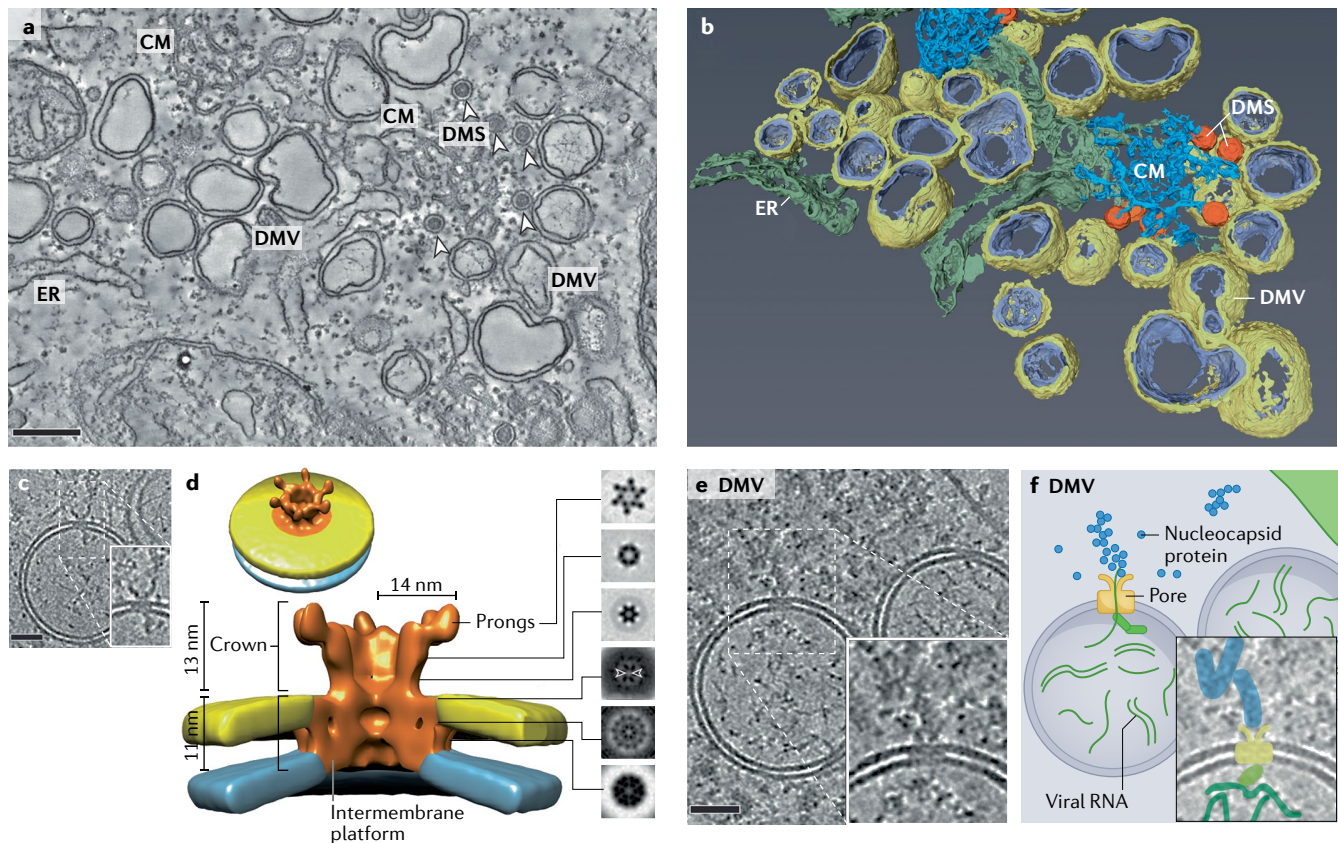 a
CM
CM
DMS
DMV
DMV
ER
b
DMS
CM
ER
DMV
c
d
14 nm
Prongs
13 nm
Crown
11 nm
Intermembrane
platform
e DMV
f DMV
Nucleocapsid
protein
Pore
Viral RNA